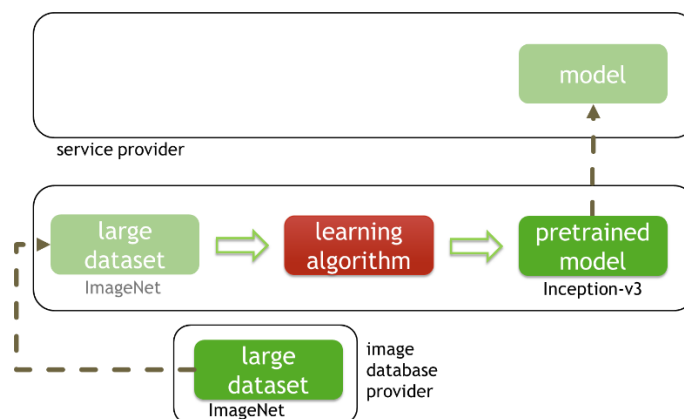 model
service provider
large
dataset
ImageNet
learning
algorithm
pretrained
model
Inception-v3
large
dataset
ImageNet
image
database
provider